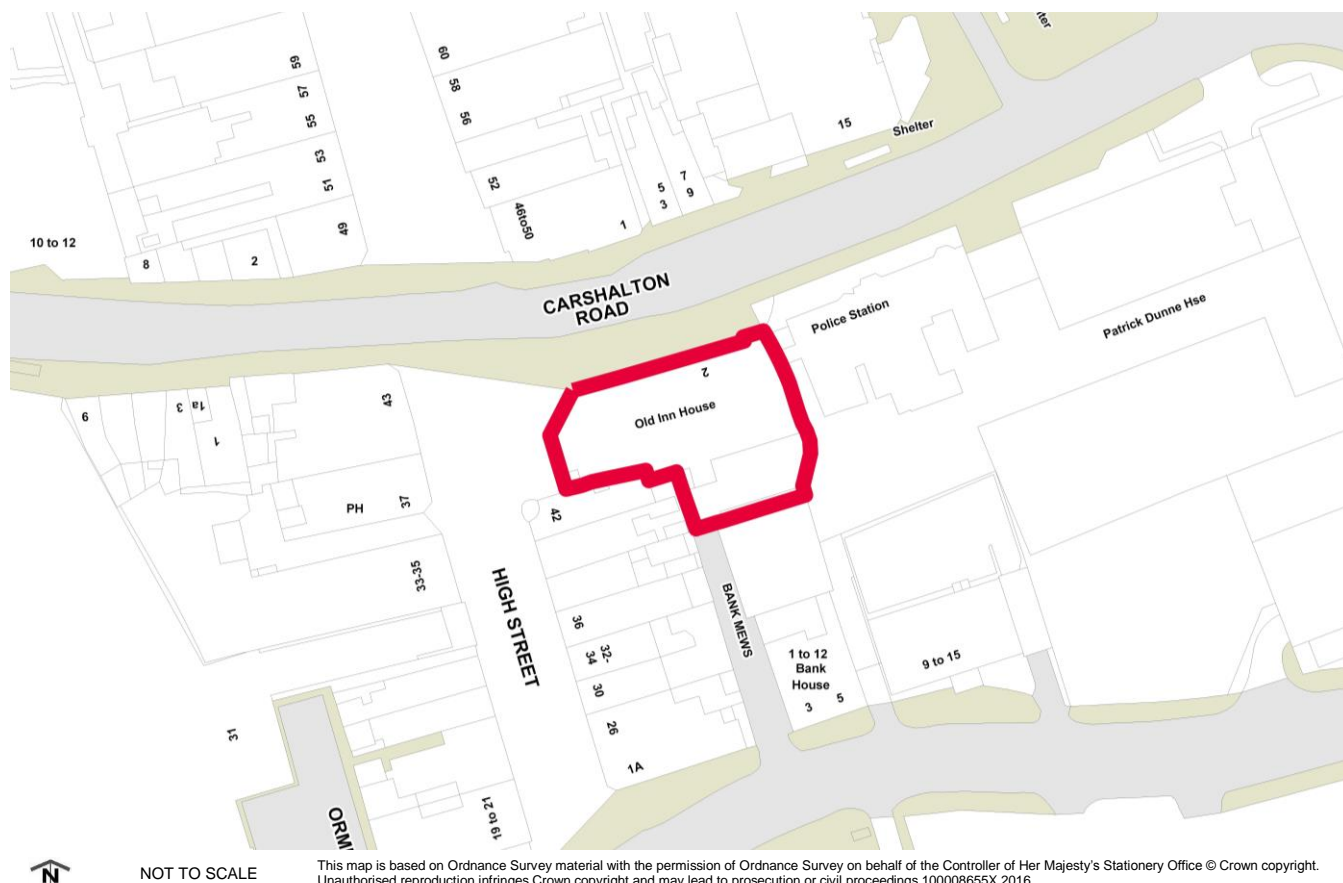 59
57
55
53
51
49
60
58
56
52
46to50
1
5
3
7
9
15
Shelter
10 to 12
8
2
CARSHALTON
ROAD
Police Station
Patrick Dunne Hse
2
Old Inn House
9
3
1a
1
43
PH
37
33-35
42
HIGH STREET
36
32-
34
30
26
1A
BANK MEWS
1 to 12
Bank
House
3
5
9 to 15
31
19 to 21
N
NOT TO SCALE
This map is based on Ordnance Survey material with the permission of Ordnance Survey on behalf of the Controller of Her Majesty's Stationery Office © Crown copyright.
Unauthorised reproduction infringes Crown copyright and may lead to prosecution or civil proceedings 100008655X 2016